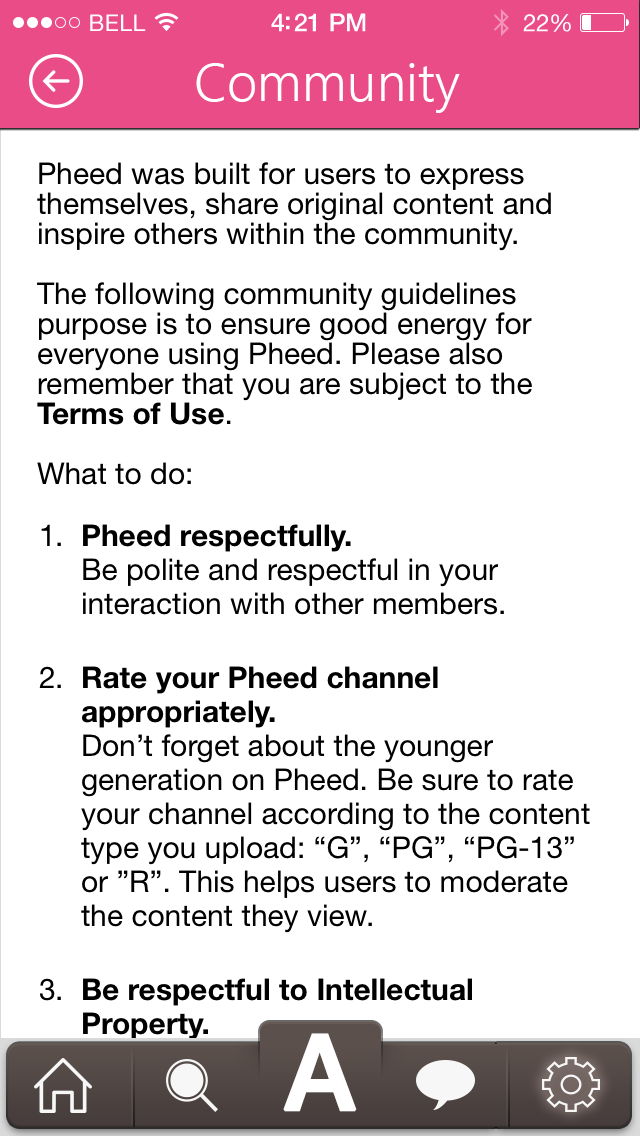 BELL 4:21 PM 22%
Community
Pheed was built for users to express
themselves, share original content and
inspire others within the community.
The following community guidelines
purpose is to ensure good energy for
everyone using Pheed. Please also
remember that you are subject to the
Terms of Use.
What to do:
1. Pheed respectfully.
Be polite and respectful in your
interaction with other members.
2. Rate your Pheed channel
appropriately.
Don’t forget about the younger
generation on Pheed. Be sure to rate
your channel according to the content
type you upload: “G”, “PG”, “PG-13”
or ”R”. This helps users to moderate
the content they view.
3. Be respectful to Intellectual
Property.
A